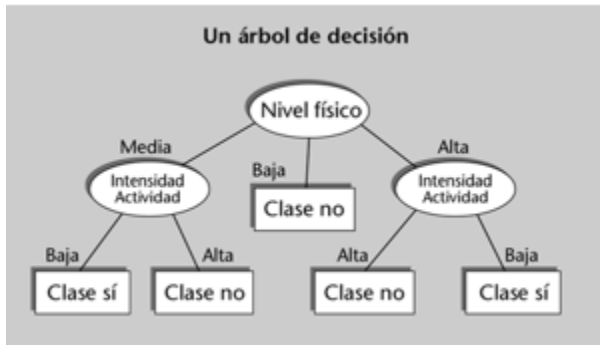 Un árbol de decisión
Nivel físico
Media
Alta
Intensidad
Actividad
Baja
Clase no
Intensidad
Actividad
Baja
Alta
Alta
Baja
Clase sí
Clase no
Clase no
Clase sí